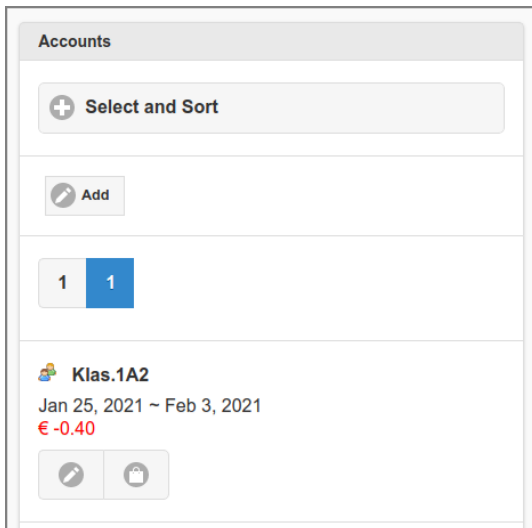 Accounts
Select and Sort
Add
1 1
Klas.1A2
Jan 25, 2021 ~ Feb 3, 2021
€ -0.40